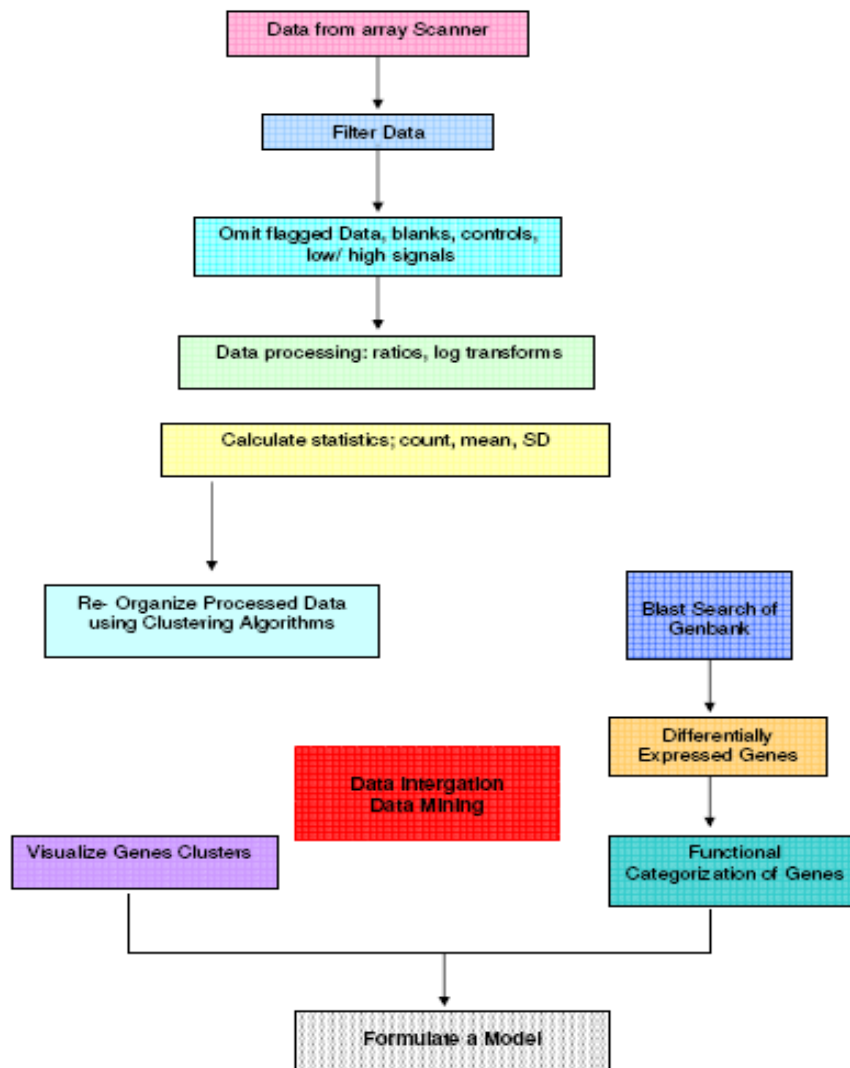 Data from array Scanner
Filter Data
Omit flagged Data, blanks, controls,
low/ high signals
Data processing: ratios, log transforms
Calculate statistics; count, mean, SD
Re- Organize Processed Data
using Clustering Algorithms
Blast Search of
Genbank
Differentially
Expressed Genes
Data Intergation
Data Mining
Visualize Genes Clusters
Functional
Categorization of Genes
Formulate a Model